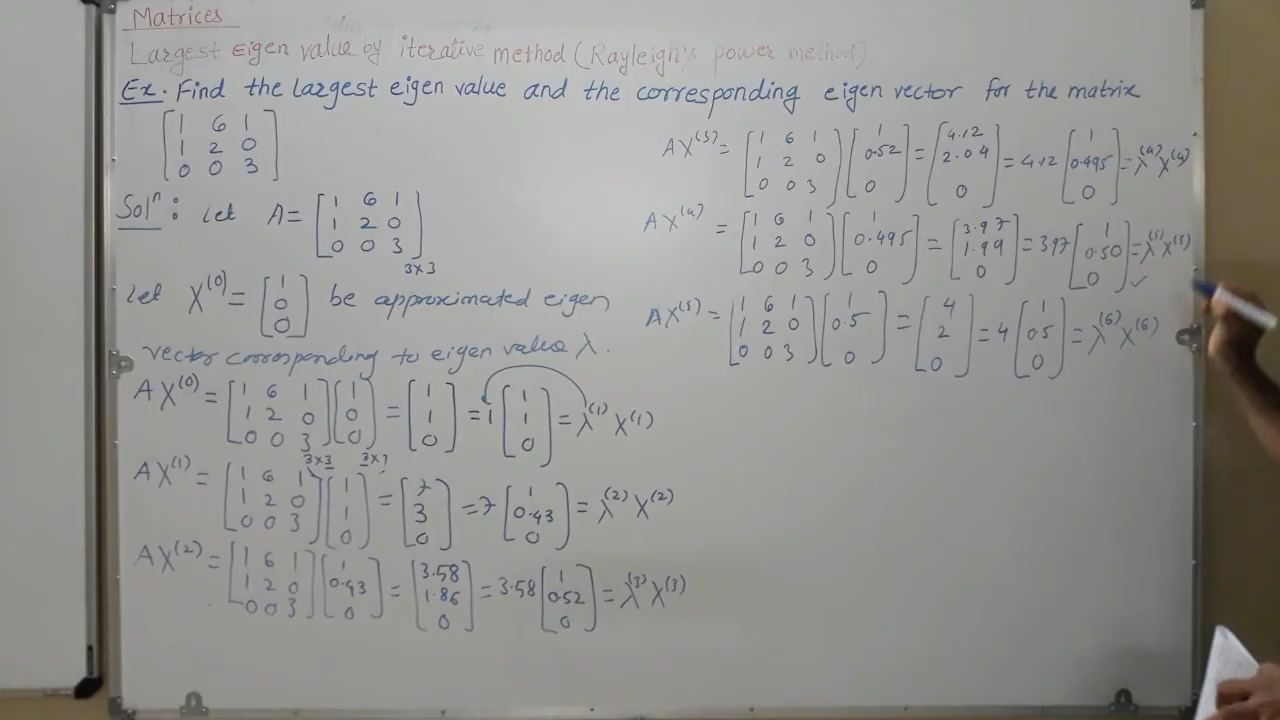 Matrices
Largest Eigen value by iterative method (Rayleigh's power method)
Ex. Find the largest eigen value and the corresponding eigen vector for the matrix
[1 6 1
1 2 0
0 0 3]
Solⁿ: let A = [1 6 1
1 2 0
0 0 3] 3×3
let X⁽⁰⁾ = [1
0
0] be approximated eigen
vector corresponding to eigen value λ.
AX⁽⁰⁾ = [1 6 1
1 2 0
0 0 3] [1
0
0] = [1
1
0] = 1 [1
1
0] = λ⁽¹⁾ X⁽¹⁾
3×3 3×1
AX⁽¹⁾ = [1 6 1
1 2 0
0 0 3] [1
1
0] = [7
3
0] = 7 [1
0.43
0] = λ⁽²⁾ X⁽²⁾
AX⁽²⁾ = [1 6 1
1 2 0
0 0 3] [1
0.43
0] = [3.58
1.86
0] = 3.58 [1
0.52
0] = λ⁽³⁾ X⁽³⁾
AX⁽³⁾ = [1 6 1
1 2 0
0 0 3] [1
0.52
0] = [4.12
2.04
0] = 4.12 [1
0.495
0] = λ⁽⁴⁾ X⁽⁴⁾
AX⁽⁴⁾ = [1 6 1
1 2 0
0 0 3] [1
0.495
0] = [3.97
1.99
0] = 3.97 [1
0.50
0] = λ⁽⁵⁾ X⁽⁵⁾ ✓
AX⁽⁵⁾ = [1 6 1
1 2 0
0 0 3] [1
0.5
0] = [4
2
0] = 4 [1
0.5
0] = λ⁽⁶⁾ X⁽⁶⁾